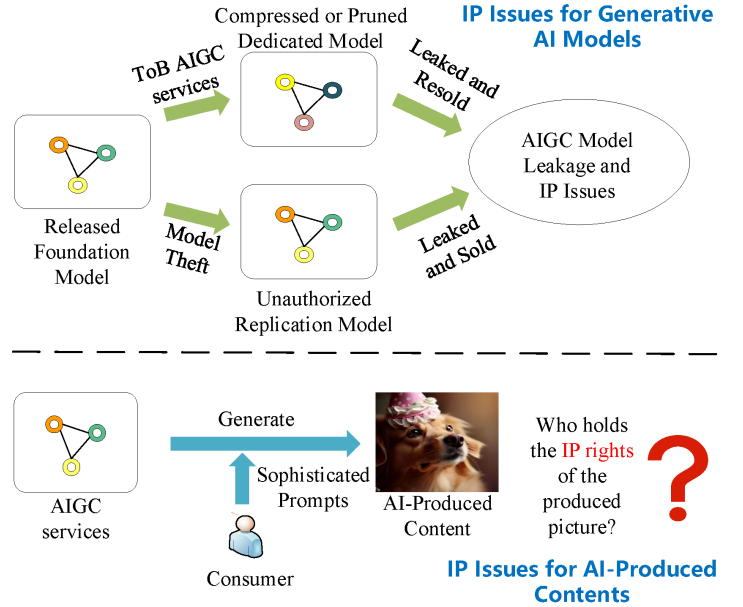 IP Issues for Generative
AI Models
Compressed or Pruned
Dedicated Model
ToB AIGC
services
Leaked and
Resold
Released
Foundation
Model
Model
Theft
Unauthorized
Replication Model
Leaked
and Sold
AIGC Model
Leakage and
IP Issues
AIGC
services
Generate
Sophisticated
Prompts
Consumer
AI-Produced
Content
Who holds
the IP rights
of the
produced
picture?
?
IP Issues for AI-Produced
Contents